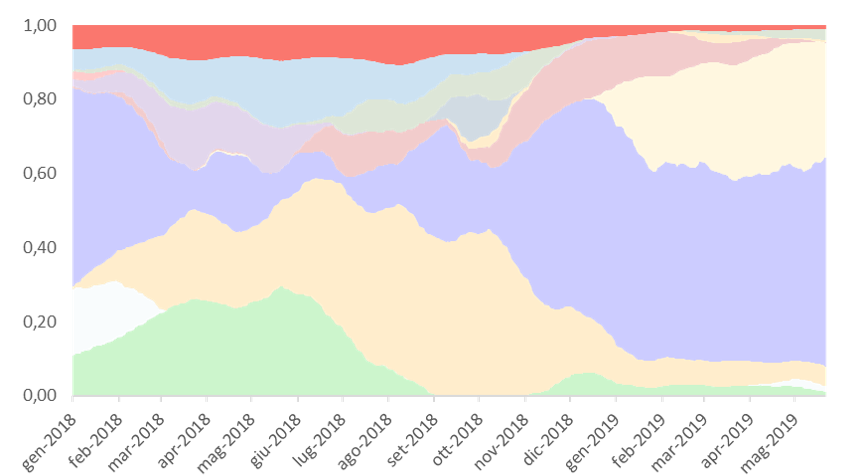 1,00
0,80
0,60
0,40
0,20
0,00
gen-2018
feb-2018
mar-2018
apr-2018
mag-2018
giu-2018
lug-2018
ago-2018
set-2018
ott-2018
nov-2018
dic-2018
gen-2019
feb-2019
mar-2019
apr-2019
mag-2019